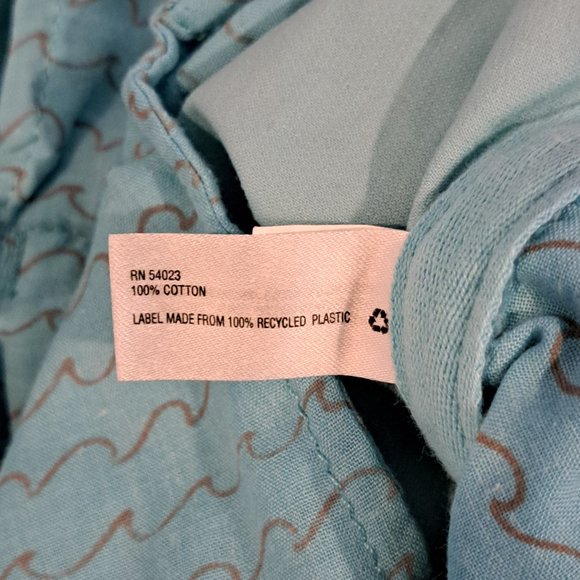 RN 54023
100% COTTON
LABEL MADE FROM 100% RECYCLED PLASTIC